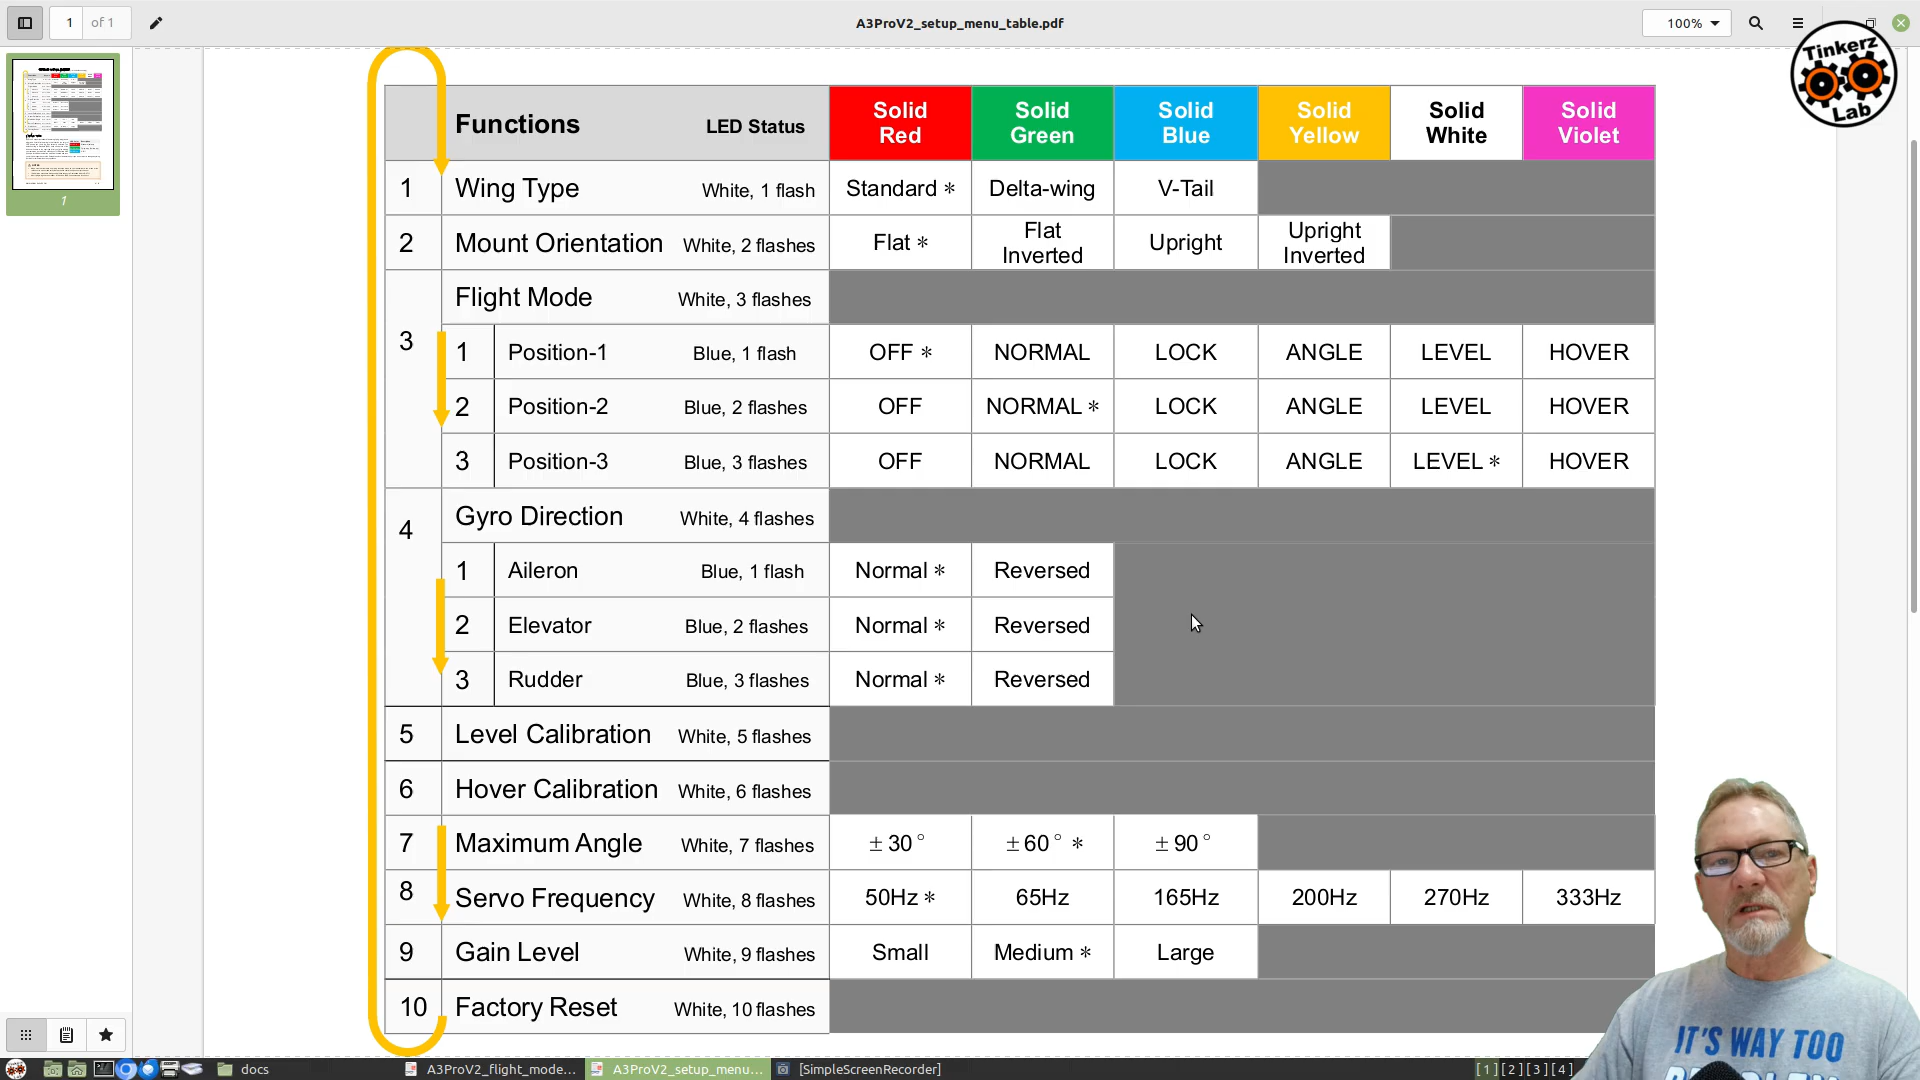 1 of 1
A3ProV2_setup_menu_table.pdf
100%
Tinkerz
Lab
1
Functions LED Status Solid Red Solid Green Solid Blue Solid Yellow Solid White Solid Violet
1 Wing Type White, 1 flash Standard * Delta-wing V-Tail
2 Mount Orientation White, 2 flashes Flat * Flat Inverted Upright Upright Inverted
3 Flight Mode White, 3 flashes
1 Position-1 Blue, 1 flash OFF * NORMAL LOCK ANGLE LEVEL HOVER
2 Position-2 Blue, 2 flashes OFF NORMAL * LOCK ANGLE LEVEL HOVER
3 Position-3 Blue, 3 flashes OFF NORMAL LOCK ANGLE LEVEL * HOVER
4 Gyro Direction White, 4 flashes
1 Aileron Blue, 1 flash Normal * Reversed
2 Elevator Blue, 2 flashes Normal * Reversed
3 Rudder Blue, 3 flashes Normal * Reversed
5 Level Calibration White, 5 flashes
6 Hover Calibration White, 6 flashes
7 Maximum Angle White, 7 flashes ±30° ±60° * ±90°
8 Servo Frequency White, 8 flashes 50Hz * 65Hz 165Hz 200Hz 270Hz 333Hz
9 Gain Level White, 9 flashes Small Medium * Large
10 Factory Reset White, 10 flashes
IT'S WAY TOO
docs A3ProV2_flight_mode... A3ProV2_setup_menu... [SimpleScreenRecorder] [1][2][3][4]